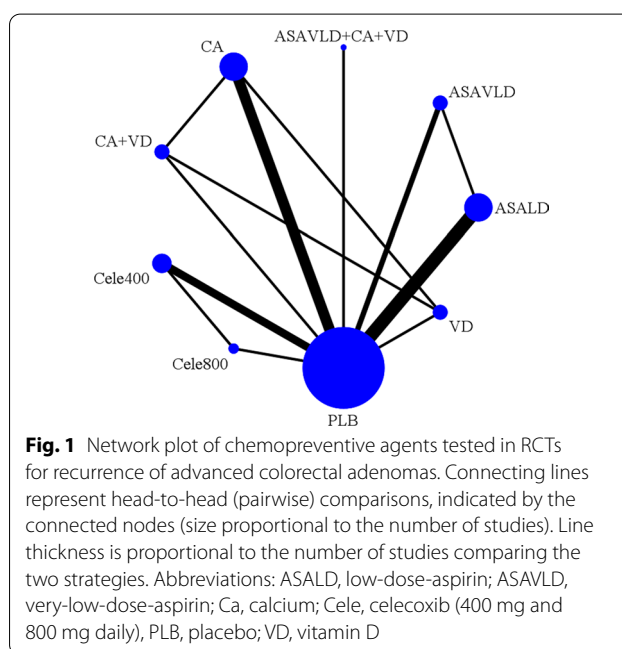 ASAVLD+CA+VD
CA
ASAVLD
CA+VD
ASALD
Cele400
VD
Cele800
PLB
Fig. 1 Network plot of chemopreventive agents tested in RCTs
for recurrence of advanced colorectal adenomas. Connecting lines
represent head-to-head (pairwise) comparisons, indicated by the
connected nodes (size proportional to the number of studies). Line
thickness is proportional to the number of studies comparing the
two strategies. Abbreviations: ASALD, low-dose-aspirin; ASAVLD,
very-low-dose-aspirin; Ca, calcium; Cele, celecoxib (400 mg and
800 mg daily), PLB, placebo; VD, vitamin D